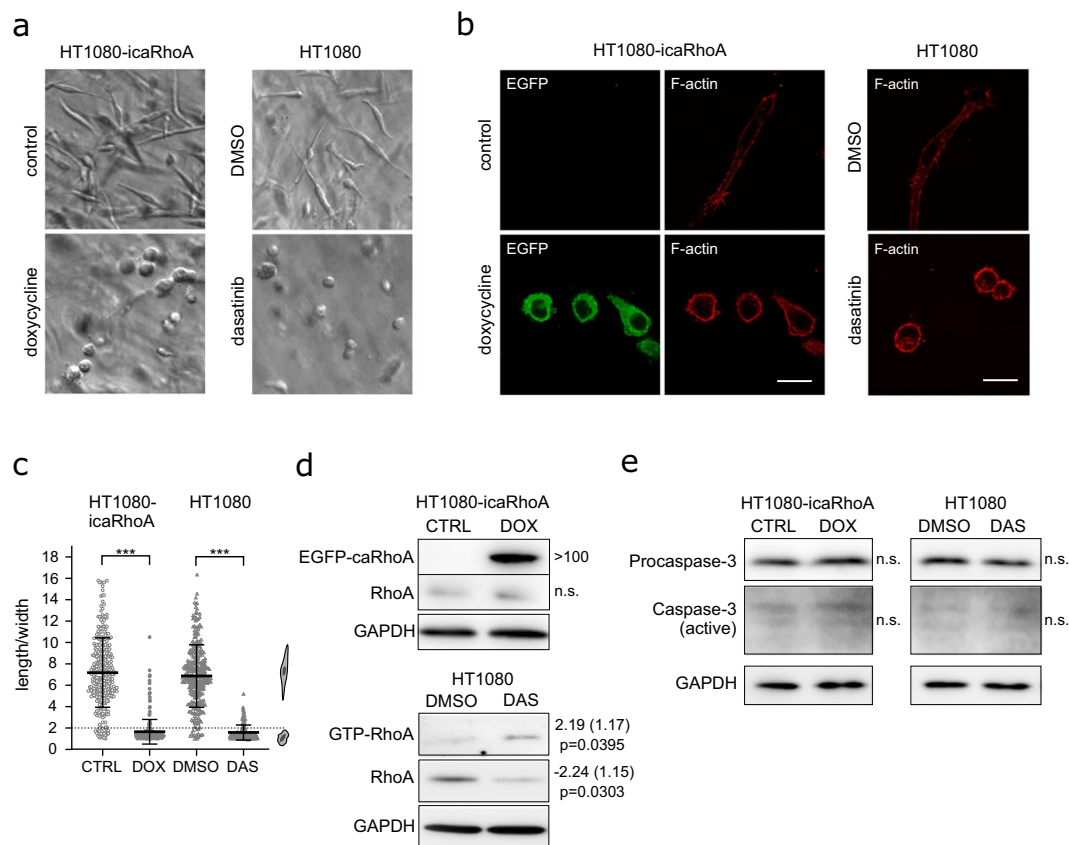 a
HT1080-icaRhoA
HT1080
control
DMSO
doxycycline
dasatinib
b
HT1080-icaRhoA
HT1080
control
EGFP
F-actin
DMSO
F-actin
doxycycline
EGFP
F-actin
dasatinib
F-actin
c
HT1080-
icaRhoA
HT1080
***
***
length/width
18
16
14
12
10
8
7
6
4
2
2
0
CTRL
DOX
DMSO
DAS
d
HT1080-icaRhoA
CTRL
DOX
EGFP-caRhoA
>100
RhoA
n.s.
GAPDH
HT1080
DMSO
DAS
GTP-RhoA
2.19 (1.17)
p=0.0395
RhoA
-2.24 (1.15)
p=0.0303
GAPDH
e
HT1080-icaRhoA
HT1080
CTRL
DOX
DMSO
DAS
Procaspase-3
n.s.
n.s.
Caspase-3
(active)
n.s.
n.s.
GAPDH